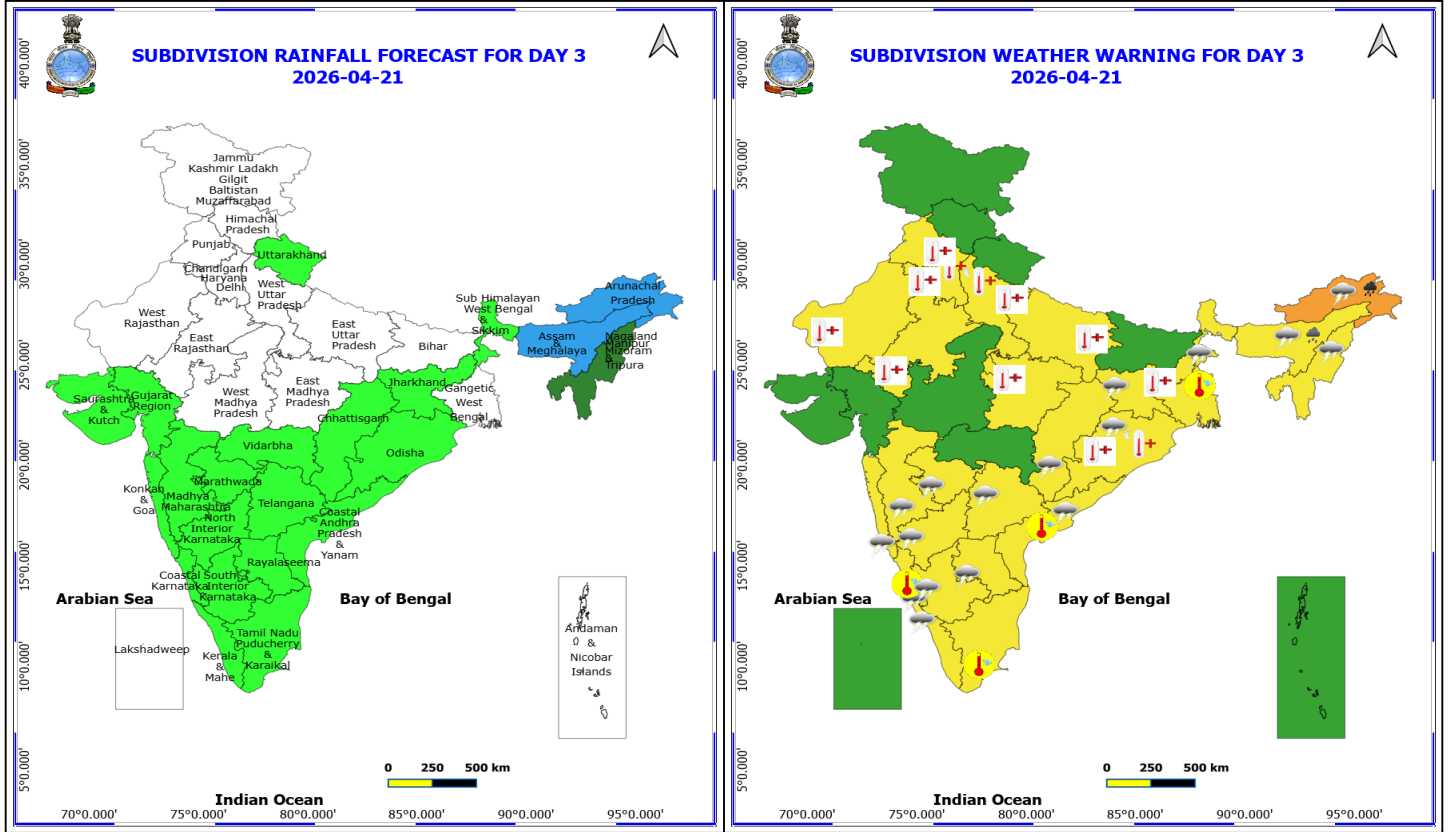 SUBDIVISION RAINFALL FORECAST FOR DAY 3
2026-04-21
40°0.000'
35°0.000'
30°0.000'
25°0.000'
20°0.000'
15°0.000'
10°0.000'
5°0.000'
Jammu
Kashmir Ladakh
Gilgit
Baltistan
Muzaffarabad
Himachal
Pradesh
Punjab
Uttarakhand
Chandigarh
Haryana
Delhi
West
Uttar
Pradesh
West
Rajasthan
East
Rajasthan
East
Uttar
Pradesh
Bihar
Sub Himalayan
West Bengal
&
Sikkim
Arunachal
Pradesh
Assam
&
Meghalaya
Nagaland
Manipur
Mizoram
&
Tripura
Saurashtra
&
Kutch
Gujarat
Region
West
Madhya
Pradesh
East
Madhya
Pradesh
Jharkhand
Gangetic
West
Bengal
Chhattisgarh
Vidarbha
Odisha
Konkan
&
Goa
Marathwada
Madhya
Maharashtra
Telangana
North
Interior
Karnataka
Coastal
Andhra
Pradesh
&
Yanam
Rayalaseema
Coastal
Karnataka
South
Interior
Karnataka
Arabian Sea
Bay of Bengal
Lakshadweep
Kerala
&
Mahe
Tamil Nadu
Puducherry
&
Karaikal
Andaman
&
Nicobar
Islands
0 250 500 km
Indian Ocean
70°0.000' 75°0.000' 80°0.000' 85°0.000' 90°0.000' 95°0.000'
SUBDIVISION WEATHER WARNING FOR DAY 3
2026-04-21
40°0.000'
35°0.000'
30°0.000'
25°0.000'
20°0.000'
15°0.000'
10°0.000'
5°0.000'
Arabian Sea
Bay of Bengal
0 250 500 km
Indian Ocean
70°0.000' 75°0.000' 80°0.000' 85°0.000' 90°0.000' 95°0.000'